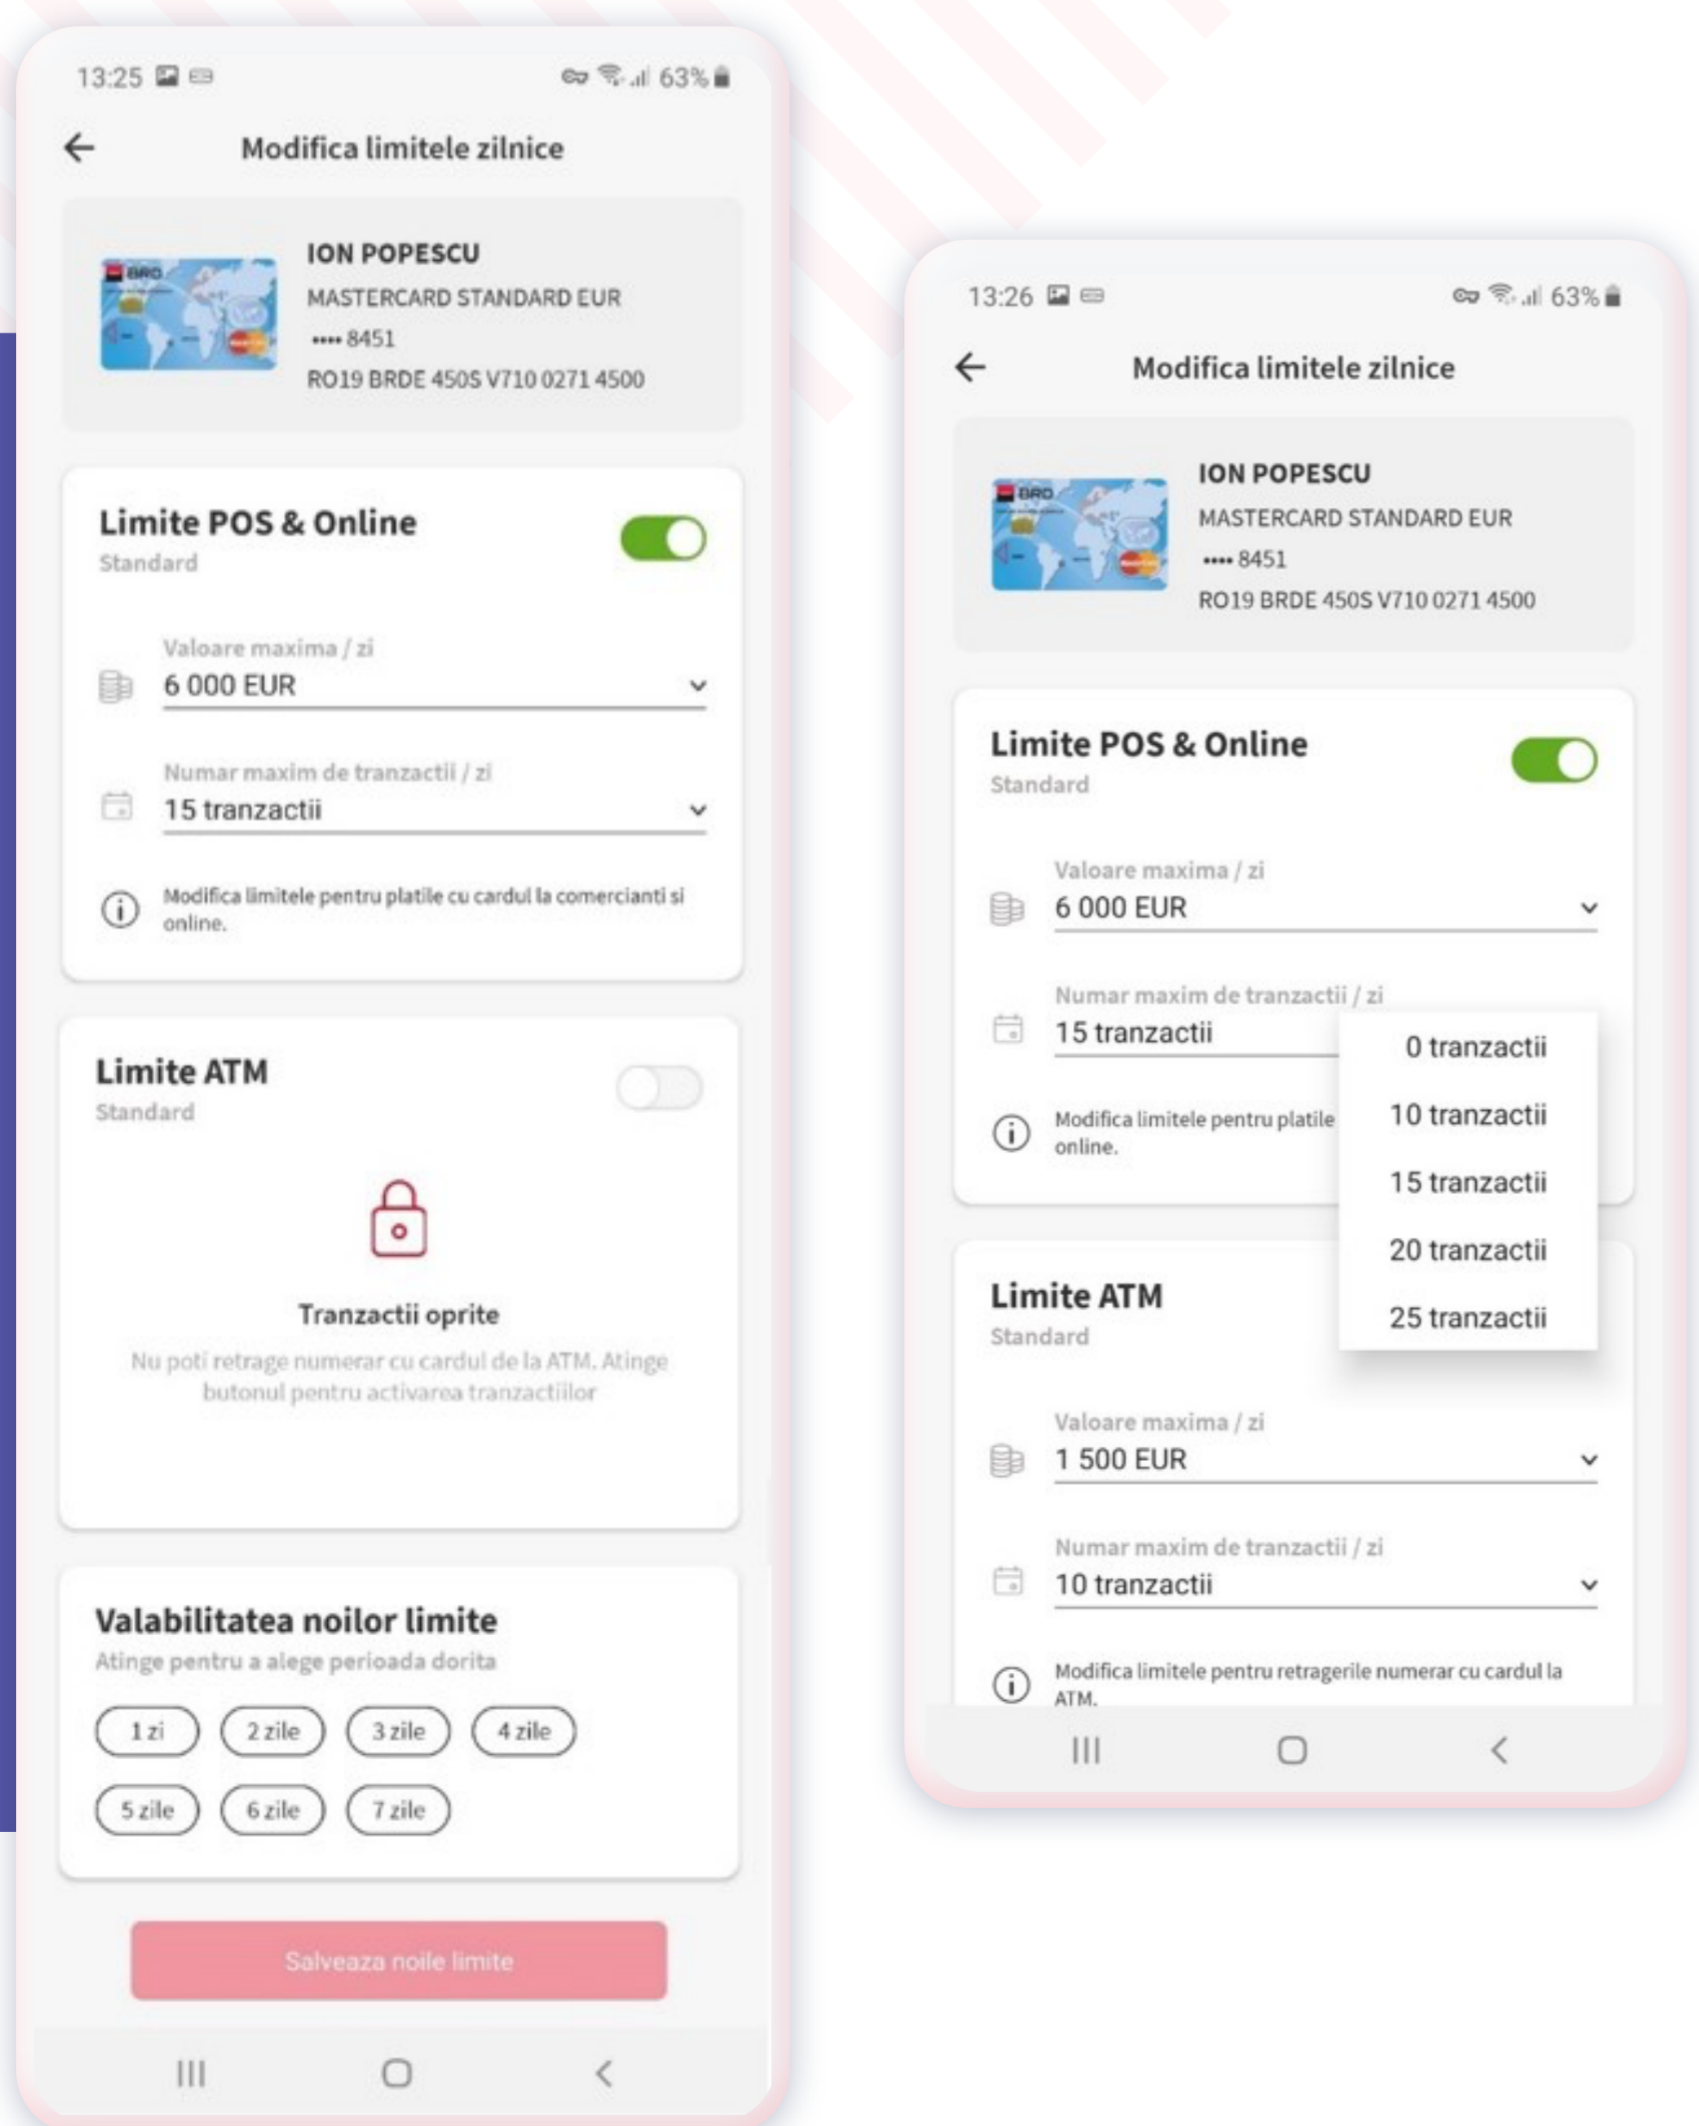 13:25
63%
Modifica limitele zilnice
BRD
ION POPESCU
MASTERCARD STANDARD EUR
•••• 8451
RO19 BRDE 450S V710 0271 4500
Limite POS & Online
Standard
Valoare maxima / zi
6 000 EUR
Numar maxim de tranzactii / zi
15 tranzactii
Modifica limitele pentru platile cu cardul la comercianti si
online.
Limite ATM
Standard
Tranzactii oprite
Nu poti retrage numerar cu cardul de la ATM. Atinge
butonul pentru activarea tranzactiilor
Valabilitatea noilor limite
Atinge pentru a alege perioada dorita
1 zi 2 zile 3 zile 4 zile
5 zile 6 zile 7 zile
Salveaza noile limite
13:26
63%
Modifica limitele zilnice
BRD
ION POPESCU
MASTERCARD STANDARD EUR
•••• 8451
RO19 BRDE 450S V710 0271 4500
Limite POS & Online
Standard
Valoare maxima / zi
6 000 EUR
Numar maxim de tranzactii / zi
15 tranzactii
Modifica limitele pentru platile
online.
0 tranzactii
10 tranzactii
15 tranzactii
20 tranzactii
25 tranzactii
Limite ATM
Standard
Valoare maxima / zi
1 500 EUR
Numar maxim de tranzactii / zi
10 tranzactii
Modifica limitele pentru retragerile numerar cu cardul la
ATM.